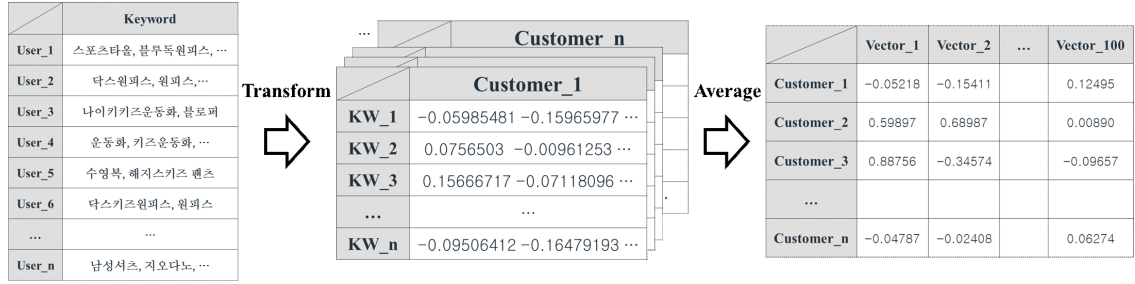 Keyword
User_1 스포츠타올, 블루독원피스, …
User_2 닥스원피스, 원피스,…
User_3 나이키키즈운동화, 블로퍼
User_4 운동화, 키즈운동화, …
User_5 수영복, 해지스키즈 팬츠
User_6 닥스키즈원피스, 원피스
… …
User_n 남성셔츠, 지오다노, …
Transform
… Customer_n
Customer_1
KW_1 -0.05985481 -0.15965977 …
KW_2 0.0756503 -0.00961253 …
KW_3 0.15666717 -0.07118096 …
… …
KW_n -0.09506412 -0.16479193 …
Average
Vector_1 Vector_2 … Vector_100
Customer_1 -0.05218 -0.15411 0.12495
Customer_2 0.59897 0.68987 0.00890
Customer_3 0.88756 -0.34574 -0.09657
…
Customer_n -0.04787 -0.02408 0.06274